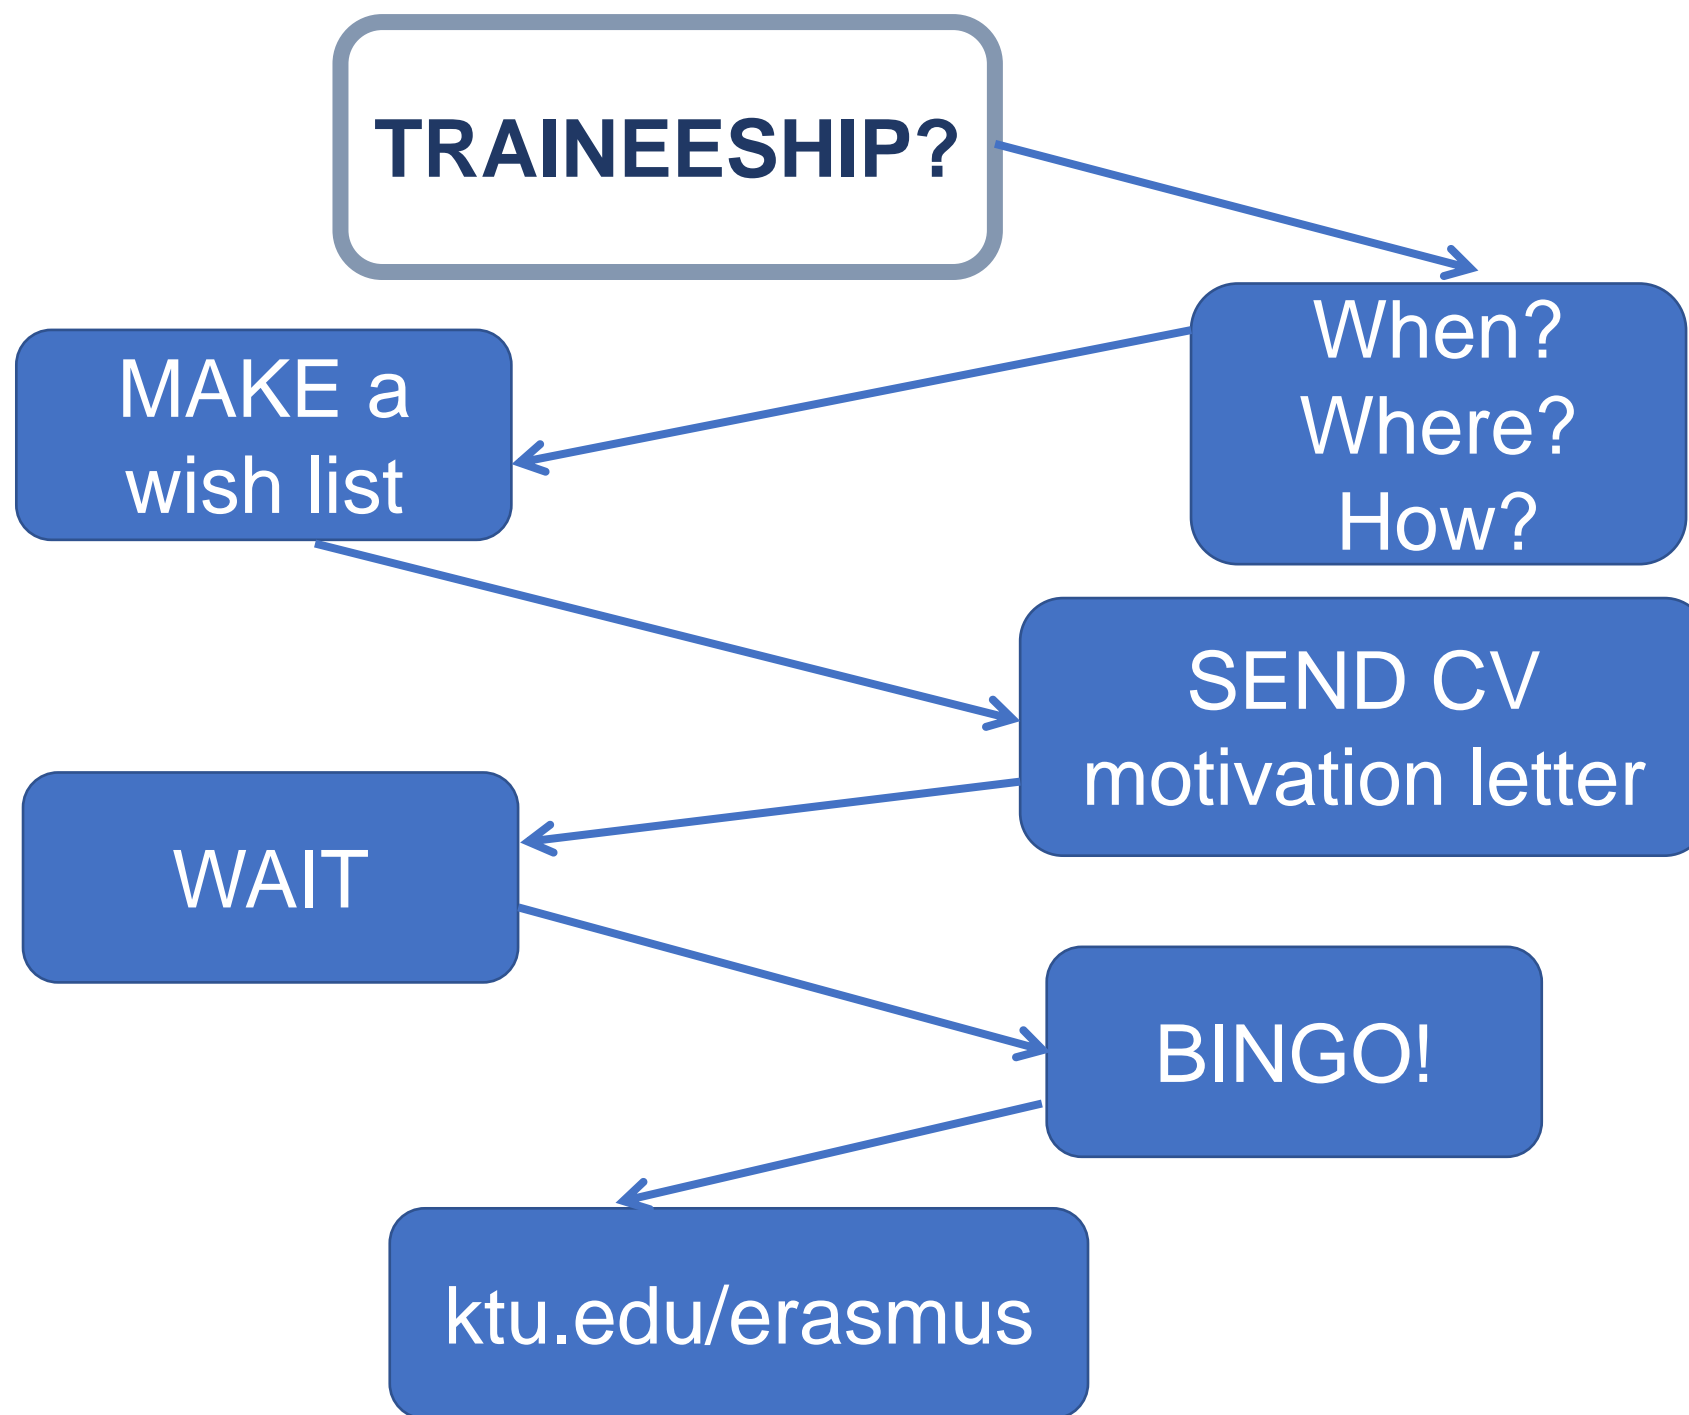 TRAINEESHIP?
When?
Where?
How?
MAKE a
wish list
SEND CV
motivation letter
WAIT
BINGO!
ktu.edu/erasmus